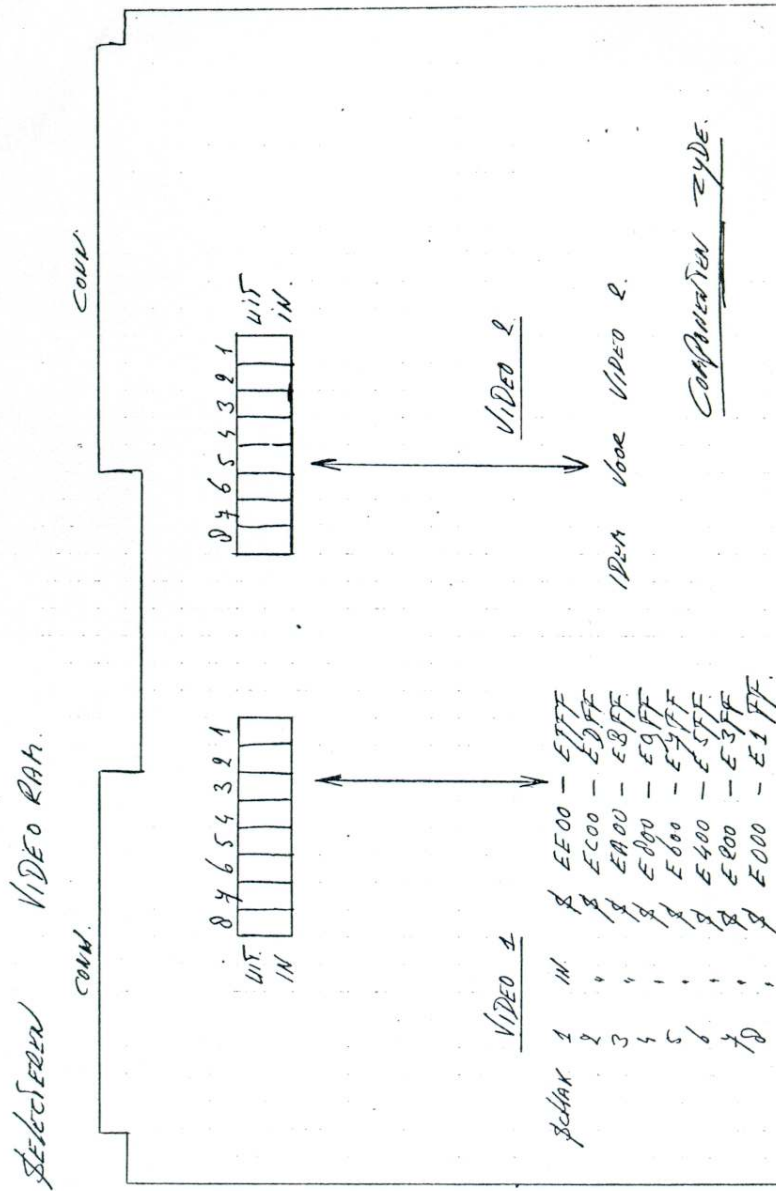 SELECTEREN VIDEO RAM.
CONN. CONN.
8 7 6 5 4 3 2 1
UIT.
IN
8 7 6 5 4 3 2 1
UIT
IN.
VIDEO 1
VIDEO 2
SCHAK 1 IN. $ EE00 - EFFF
2 " $ EC00 - EDFF
3 " $ EA00 - EBFF
4 " $ E800 - E9FF
5 " $ E600 - E7FF
6 " $ E400 - E5FF.
7 " $ E200 - E3FF
8 " $ E000 - E1FF.
IDEM VOOR VIDEO 2.
COMPONENTEN ZYDE.